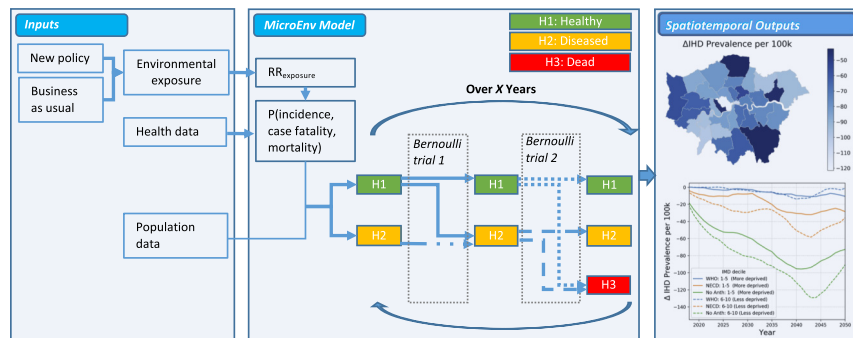 Inputs
New policy
Business
as usual
Environmental
exposure
Health data
Population
data
MicroEnv Model
RRexposure
P(incidence,
case fatality,
mortality)
H1: Healthy
H2: Diseased
H3: Dead
Over X Years
Bernoulli
trial 1
Bernoulli
trial 2
H1
H1
H1
H2
H2
H2
H3
Spatiotemporal Outputs
ΔIHD Prevalence per 100k
−50
−60
−70
−80
−90
−100
−110
−120
Δ IHD Prevalence per 100k
0
−20
−40
−60
−80
−100
−120
−140
IMD decile
WHO: 1-5 (More deprived)
NECD: 1-5 (More deprived)
No Anth: 1-5 (More deprived)
WHO: 6-10 (Less deprived)
NECD: 6-10 (Less deprived)
No Anth: 6-10 (Less deprived)
2020 2025 2030 2035 2040 2045 2050
Year